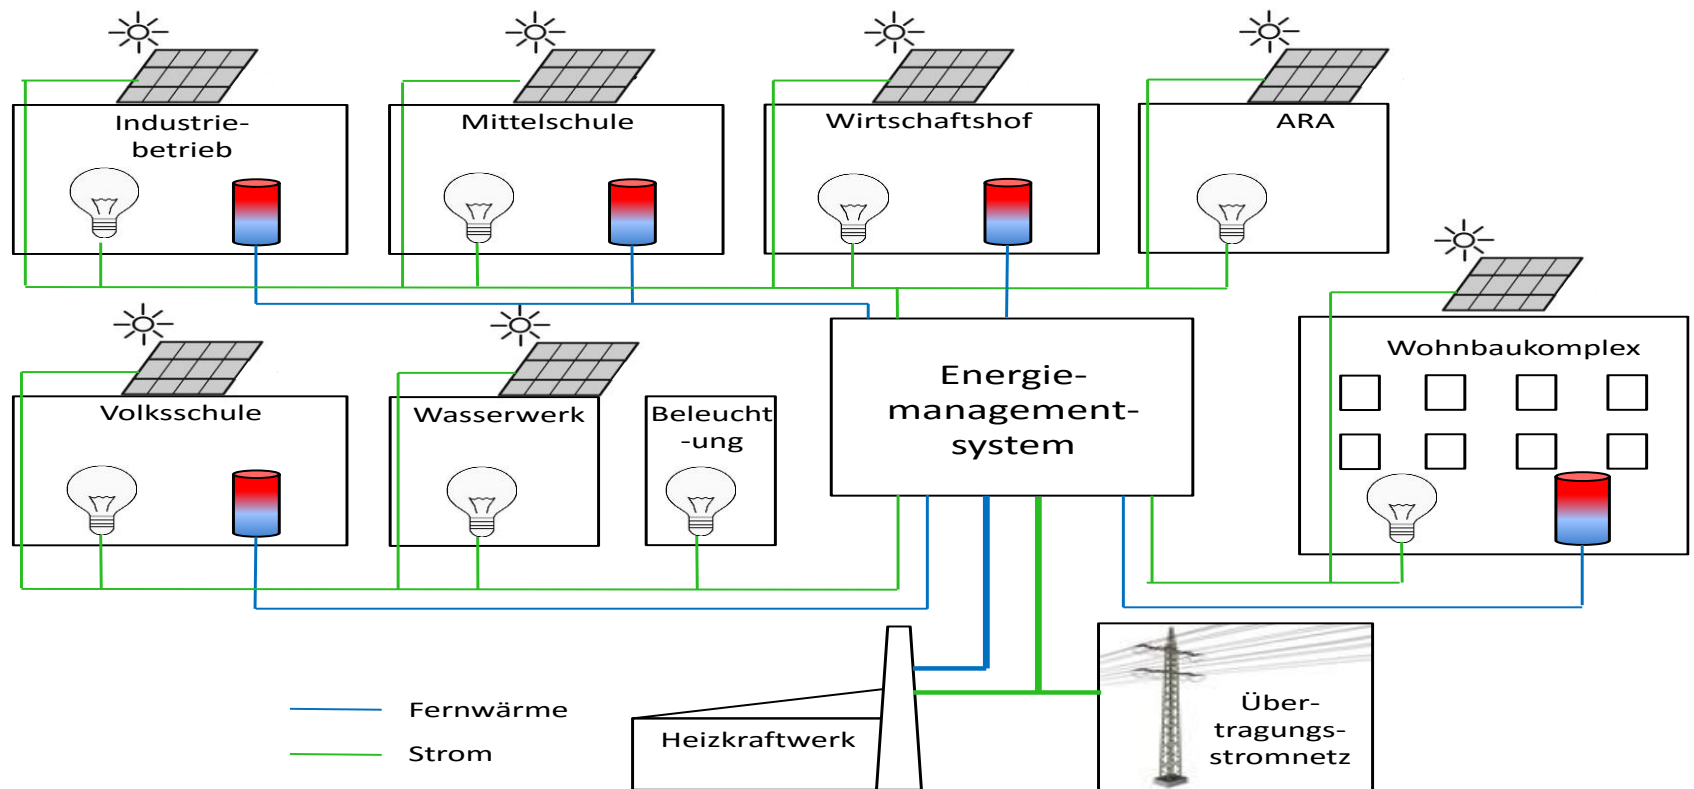 Industrie-
betrieb
Mittelschule
Wirtschaftshof
ARA
Volksschule
Wasserwerk
Beleucht
-ung
Energie-
management-
system
Wohnbaukomplex
Fernwärme
Strom
Heizkraftwerk
Über-
tragungs-
stromnetz